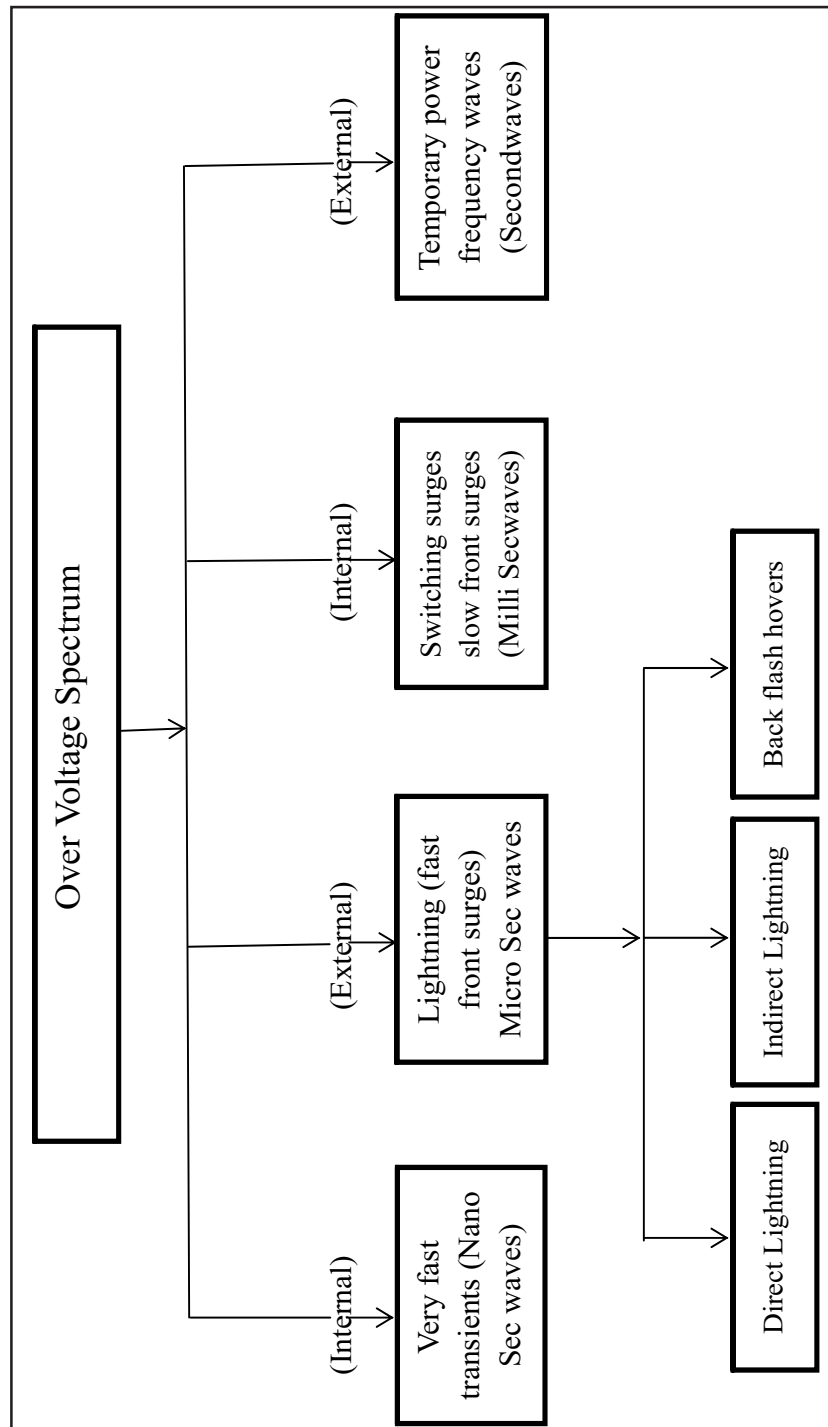 Over Voltage Spectrum
(Internal)
(External)
(Internal)
(External)
Very fast
transients (Nano
Sec waves)
Lightning (fast
front surges)
Micro Sec waves
Switching surges
slow front surges
(Milli Secwaves)
Temporary power
frequency waves
(Secondwaves)
Direct Lightning
Indirect Lightning
Back flash hovers